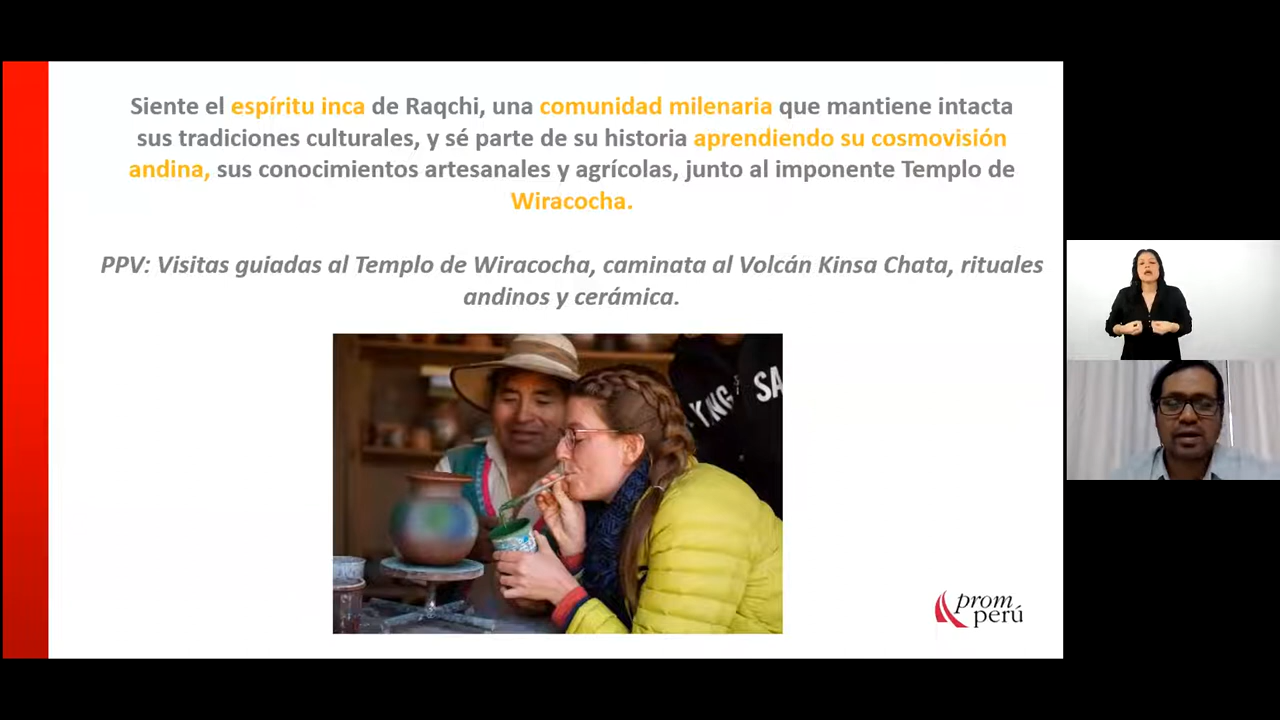 Siente el espíritu inca de Raqchi, una comunidad milenaria que mantiene intacta
sus tradiciones culturales, y sé parte de su historia aprendiendo su cosmovisión
andina, sus conocimientos artesanales y agrícolas, junto al imponente Templo de
Wiracocha.
PPV: Visitas guiadas al Templo de Wiracocha, caminata al Volcán Kinsa Chata, rituales
andinos y cerámica.
prom
perú